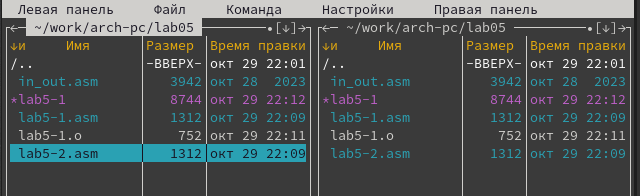 Левая панель Файл Команда Настройки Правая панель
~/work/arch-pc/lab05 •[↓] ~/work/arch-pc/lab05 •[↓]
↓и Имя Размер Время правки ↓и Имя Размер Время правки
/.. -ВВЕРХ- окт 29 22:01 /.. -ВВЕРХ- окт 29 22:01
in_out.asm 3942 окт 28 2023 in_out.asm 3942 окт 28 2023
*lab5-1 8744 окт 29 22:12 *lab5-1 8744 окт 29 22:12
lab5-1.asm 1312 окт 29 22:09 lab5-1.asm 1312 окт 29 22:09
lab5-1.o 752 окт 29 22:11 lab5-1.o 752 окт 29 22:11
lab5-2.asm 1312 окт 29 22:09 lab5-2.asm 1312 окт 29 22:09